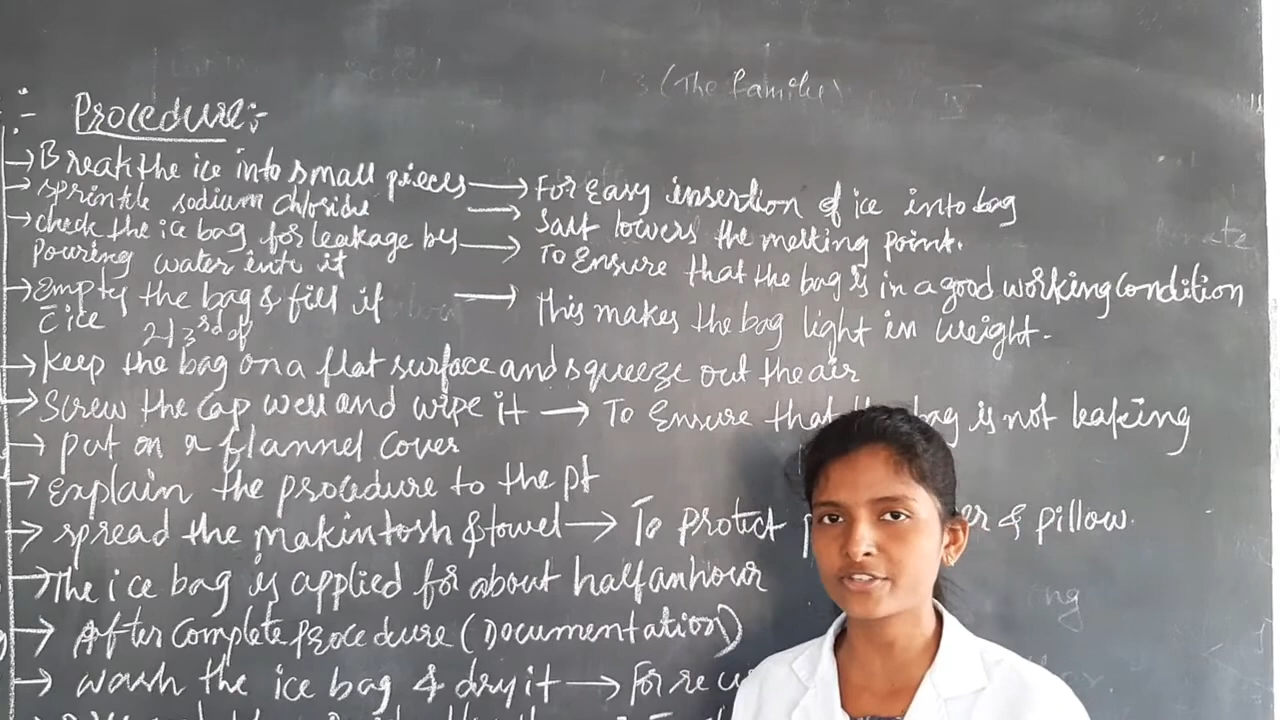 (The family)
IV
:- Procedure:-
→ Break the ice into small pieces → For Easy insertion of ice into bag
→ sprinkle sodium chloride → Salt lowers the melting point.
→ check the ice bag for leakage by → To Ensure that the bag is in a good working condition
pouring water into it
→ Empty the bag & fill it → This makes the bag light in weight.
c ice 2/3rd of
→ Keep the bag on a flat surface and squeeze out the air
→ Screw the cap well and wipe it → To Ensure that the bag is not leaking
→ put on a flannel cover
→ Explain the procedure to the pt
→ spread the makintosh & towel → To protect & pillow
→ The ice bag is applied for about half an hour
→ After complete procedure (Documentation)
→ wash the ice bag & dry it → For re